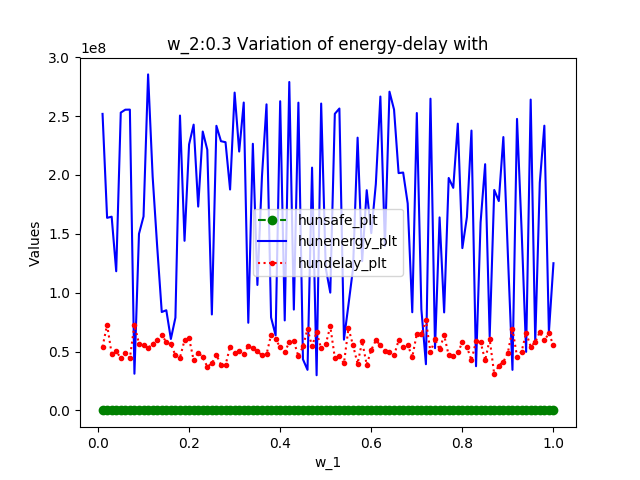 w_2:0.3 Variation of energy-delay with
1e8
3.0
2.5
2.0
1.5
1.0
0.5
0.0
Values
hunsafe_plt
hunenergy_plt
hundelay_plt
0.0 0.2 0.4 0.6 0.8 1.0
w_1